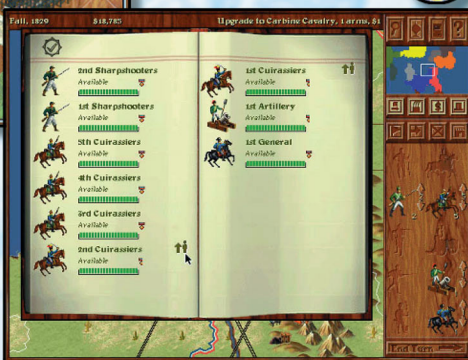 Fall, 1829 $18,785 Upgrade to Carbine Cavalry, 1 arms, $1
2nd Sharpshooters
Available
1st Sharpshooters
Available
5th Cuirassiers
Available
4th Cuirassiers
Available
3rd Cuirassiers
Available
2nd Cuirassiers
Available
1st Cuirassiers
Available
1st Artillery
Available
1st General
Available
End Turn